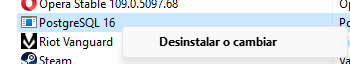 Opera Stable 109.0.5097.68
PostgreSQL 16
Desinstalar o cambiar
Riot Vanguard
Steam